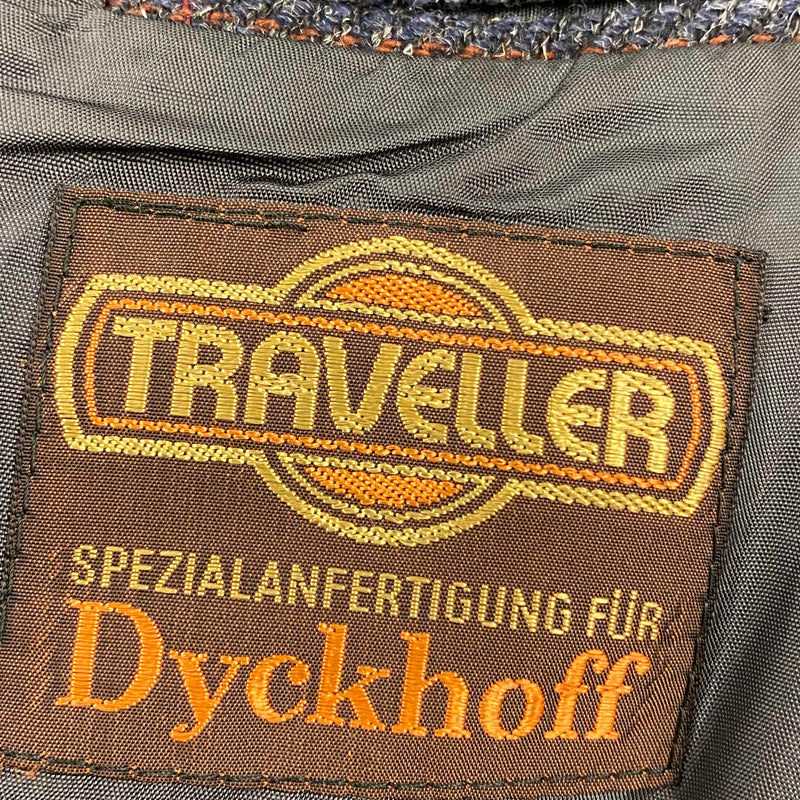 TRAVELLER
SPEZIALANFERTIGUNG FÜR
Dyckhoff